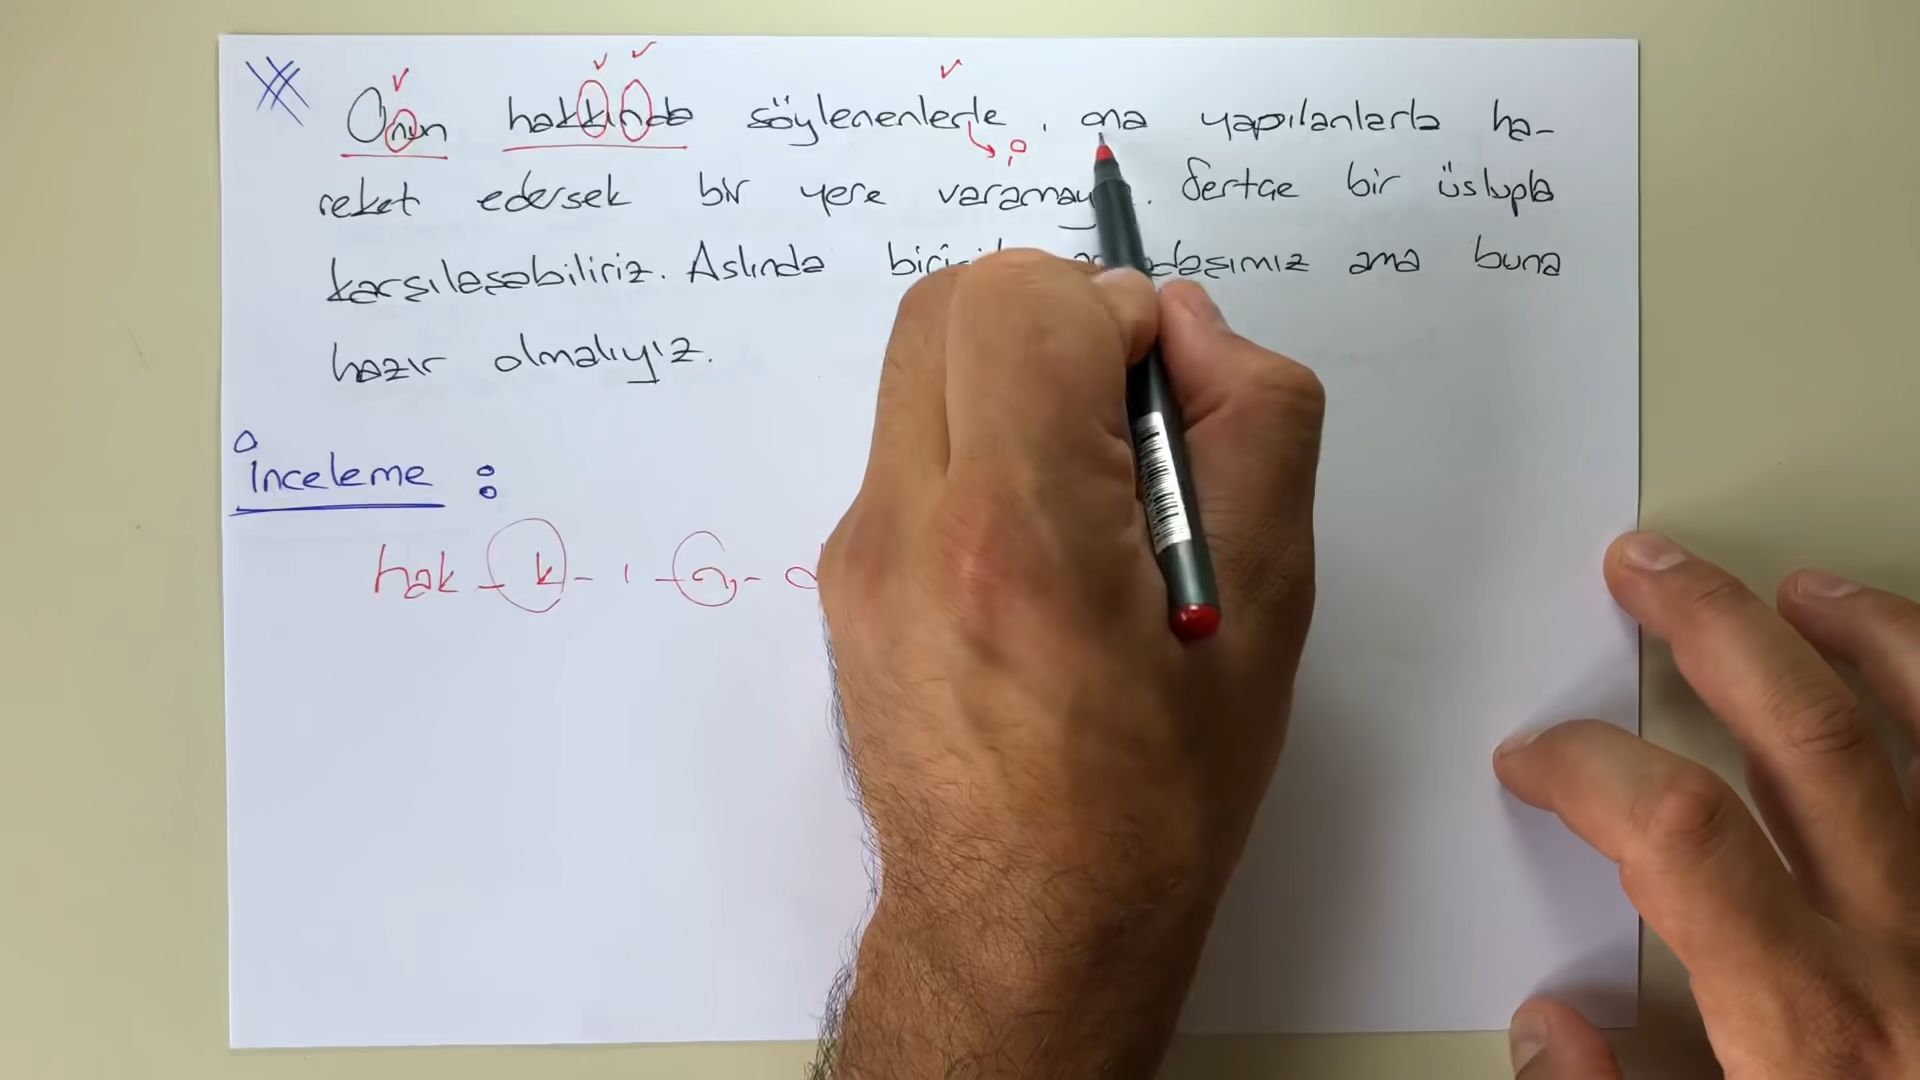 Onun hakkında söylenenlerle, ona yapılanlarla ha-
reket edersek bir yere . Sertçe bir üslupla
karşılaşabiliriz. Aslında ama buna
hazır olmalıyız.
İnceleme :
hak - k - ı - n -